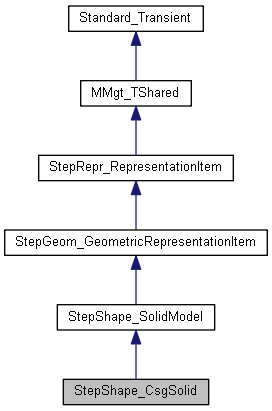 Standard_Transient
MMgt_TShared
StepRepr_RepresentationItem
StepGeom_GeometricRepresentationItem
StepShape_SolidModel
StepShape_CsgSolid